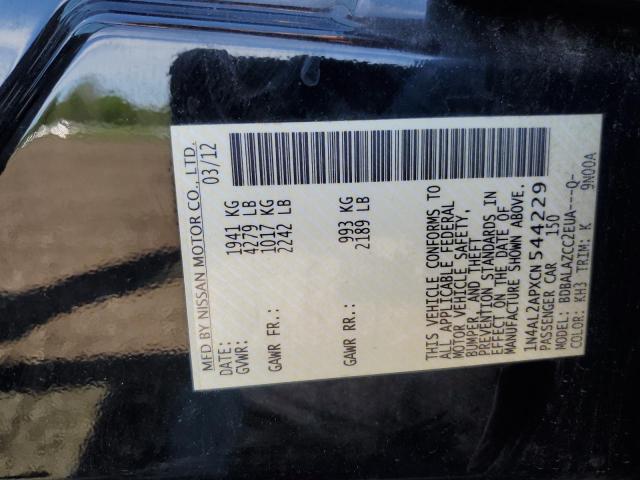 MFD BY NISSAN MOTOR CO., LTD.
DATE: 03/12
GVWR: 1941 KG
4279 LB
GAWR FR.: 1017 KG
2242 LB
GAWR RR.: 993 KG
2189 LB
THIS VEHICLE CONFORMS TO
ALL APPLICABLE FEDERAL
MOTOR VEHICLE SAFETY,
BUMPER, AND THEFT
PREVENTION STANDARDS IN
EFFECT ON THE DATE OF
MANUFACTURE SHOWN ABOVE.
1N4AL2APXCN544229
PASSENGER CAR 150
MODEL: BDBALAZCC2EUA---Q-
COLOR: KH3 TRIM: K 9N00A